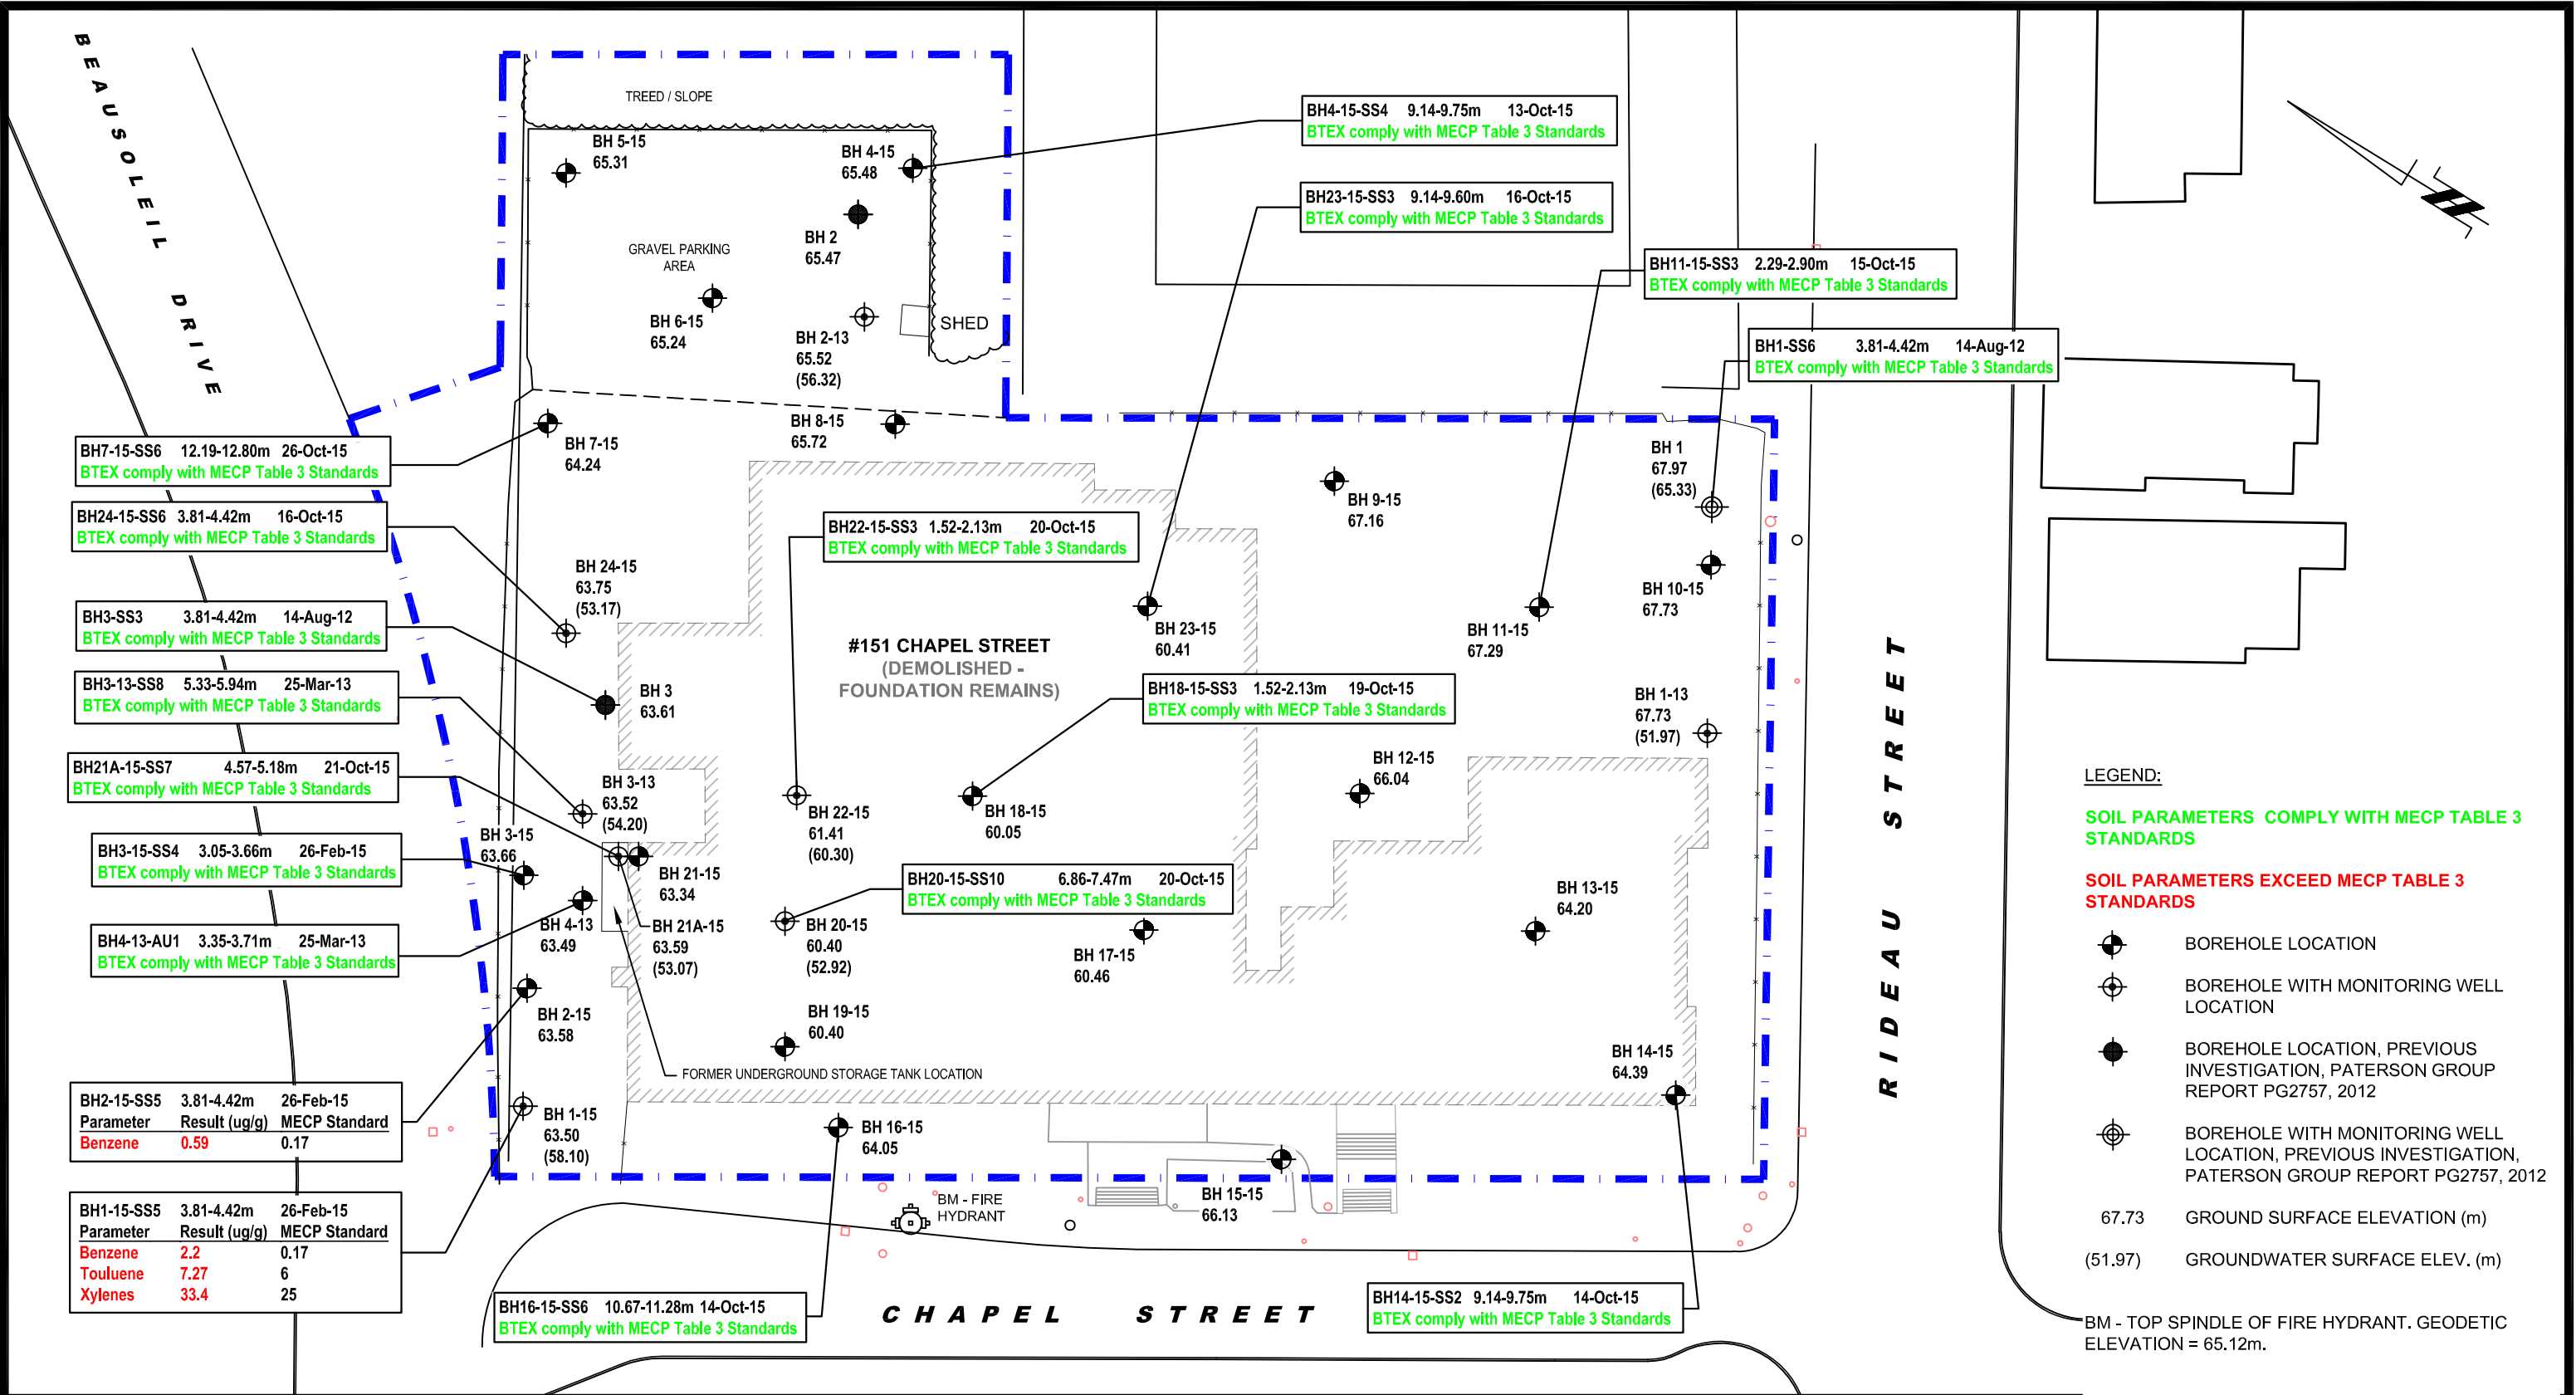 BEAUSOLEIL DRIVE
TREED / SLOPE
BH 5-15
65.31
BH 4-15
65.48
BH 2
65.47
GRAVEL PARKING
AREA
BH 6-15
65.24
BH 2-13
65.52
(56.32)
SHED
BH 8-15
65.72
BH 7-15
64.24
BH4-15-SS4 9.14-9.75m 13-Oct-15
BTEX comply with MECP Table 3 Standards
BH23-15-SS3 9.14-9.60m 16-Oct-15
BTEX comply with MECP Table 3 Standards
BH11-15-SS3 2.29-2.90m 15-Oct-15
BTEX comply with MECP Table 3 Standards
BH1-SS6 3.81-4.42m 14-Aug-12
BTEX comply with MECP Table 3 Standards
BH7-15-SS6 12.19-12.80m 26-Oct-15
BTEX comply with MECP Table 3 Standards
BH24-15-SS6 3.81-4.42m 16-Oct-15
BTEX comply with MECP Table 3 Standards
BH3-SS3 3.81-4.42m 14-Aug-12
BTEX comply with MECP Table 3 Standards
BH3-13-SS8 5.33-5.94m 25-Mar-13
BTEX comply with MECP Table 3 Standards
BH21A-15-SS7 4.57-5.18m 21-Oct-15
BTEX comply with MECP Table 3 Standards
BH3-15-SS4 3.05-3.66m 26-Feb-15
BTEX comply with MECP Table 3 Standards
BH4-13-AU1 3.35-3.71m 25-Mar-13
BTEX comply with MECP Table 3 Standards
BH2-15-SS5 3.81-4.42m 26-Feb-15
Parameter Result (ug/g) MECP Standard
Benzene 0.59 0.17
BH1-15-SS5 3.81-4.42m 26-Feb-15
Parameter Result (ug/g) MECP Standard
Benzene 2.2 0.17
Touluene 7.27 6
Xylenes 33.4 25
BH 24-15
63.75
(53.17)
BH 3
63.61
BH 3-13
63.52
(54.20)
BH 3-15
63.66
BH 21-15
63.34
BH 4-13
63.49
BH 21A-15
63.59
(53.07)
BH 2-15
63.58
BH 1-15
63.50
(58.10)
BH22-15-SS3 1.52-2.13m 20-Oct-15
BTEX comply with MECP Table 3 Standards
#151 CHAPEL STREET
(DEMOLISHED -
FOUNDATION REMAINS)
BH18-15-SS3 1.52-2.13m 19-Oct-15
BTEX comply with MECP Table 3 Standards
BH20-15-SS10 6.86-7.47m 20-Oct-15
BTEX comply with MECP Table 3 Standards
BH 22-15
61.41
(60.30)
BH 18-15
60.05
BH 20-15
60.40
(52.92)
BH 19-15
60.40
FORMER UNDERGROUND STORAGE TANK LOCATION
BH 23-15
60.41
BH 9-15
67.16
BH 1
67.97
(65.33)
BH 10-15
67.73
BH 11-15
67.29
BH 1-13
67.73
(51.97)
BH 12-15
66.04
BH 17-15
60.46
BH 13-15
64.20
BH 14-15
64.39
BH 16-15
64.05
BH 15-15
66.13
BM - FIRE
HYDRANT
BH16-15-SS6 10.67-11.28m 14-Oct-15
BTEX comply with MECP Table 3 Standards
BH14-15-SS2 9.14-9.75m 14-Oct-15
BTEX comply with MECP Table 3 Standards
CHAPEL STREET
RIDEAU STREET
LEGEND:
SOIL PARAMETERS COMPLY WITH MECP TABLE 3
STANDARDS
SOIL PARAMETERS EXCEED MECP TABLE 3
STANDARDS
BOREHOLE LOCATION
BOREHOLE WITH MONITORING WELL
LOCATION
BOREHOLE LOCATION, PREVIOUS
INVESTIGATION, PATERSON GROUP
REPORT PG2757, 2012
BOREHOLE WITH MONITORING WELL
LOCATION, PREVIOUS INVESTIGATION,
PATERSON GROUP REPORT PG2757, 2012
67.73 GROUND SURFACE ELEVATION (m)
(51.97) GROUNDWATER SURFACE ELEV. (m)
BM - TOP SPINDLE OF FIRE HYDRANT. GEODETIC
ELEVATION = 65.12m.